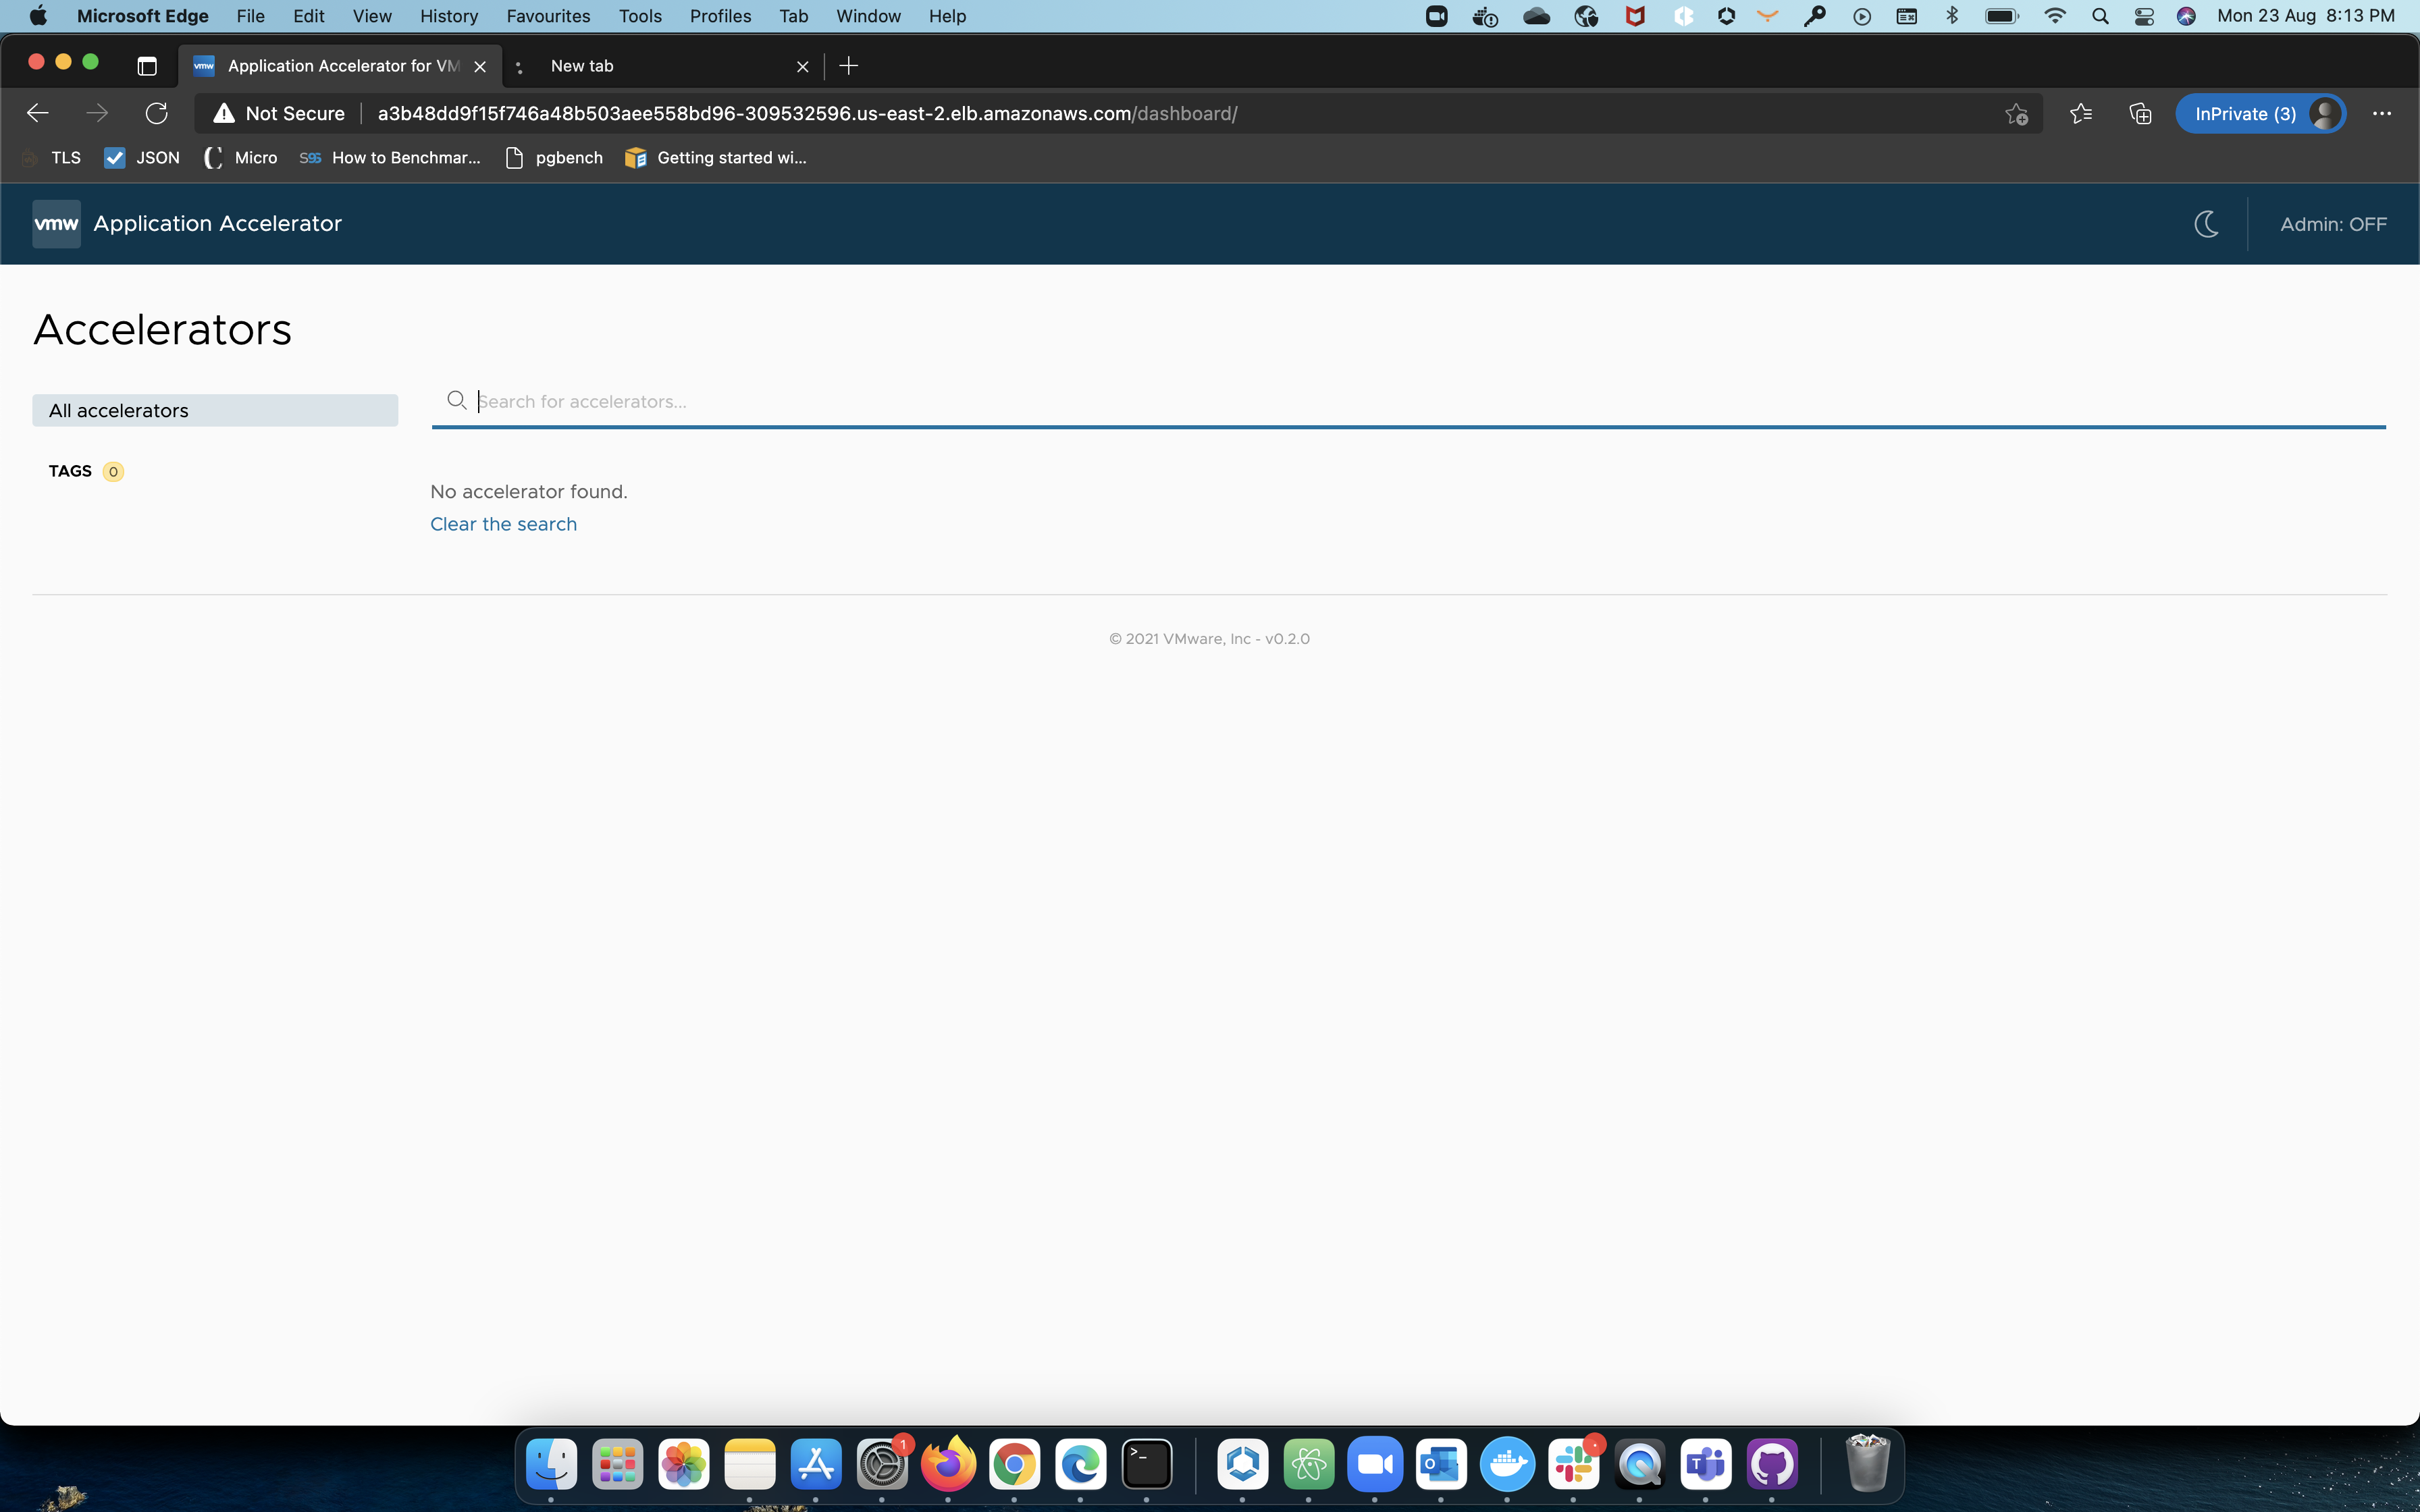 Microsoft Edge File Edit View History Favourites Tools Profiles Tab Window Help Mon 23 Aug 8:13 PM
vmw Application Accelerator for VM New tab
Not Secure a3b48dd9f15f746a48b503aee558bd96-309532596.us-east-2.elb.amazonaws.com/dashboard/ InPrivate (3)
TLS JSON Micro S96 How to Benchmar... pgbench Getting started wi...
vmw Application Accelerator Admin: OFF
Accelerators
All accelerators
Search for accelerators...
TAGS 0
No accelerator found.
Clear the search
© 2021 VMware, Inc - v0.2.0
1